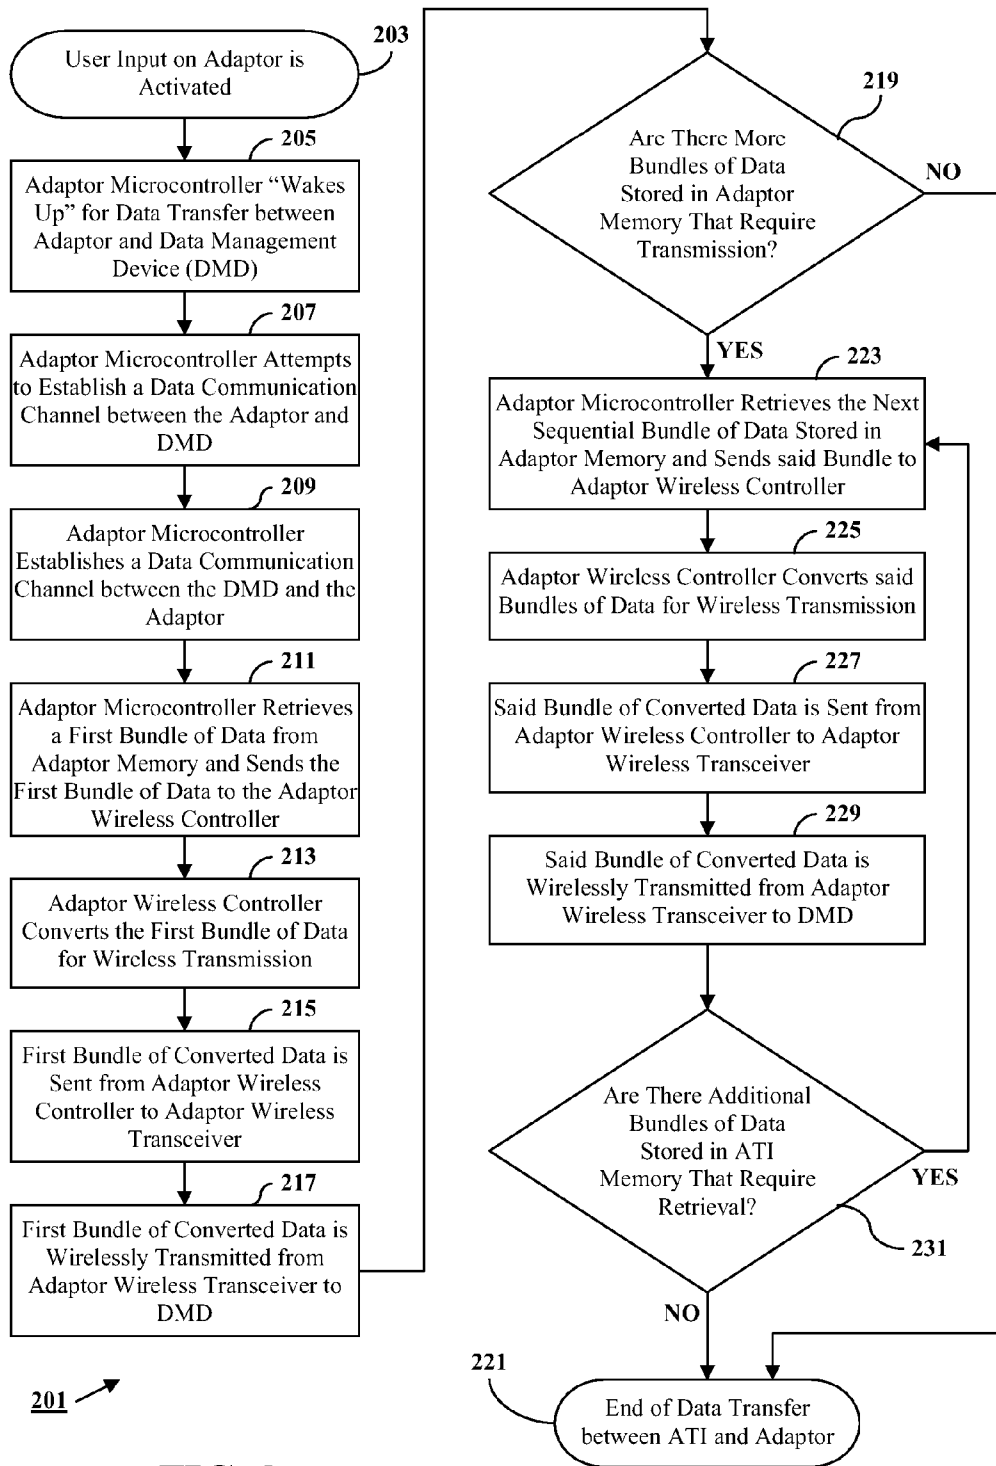 203
User Input on Adaptor is
Activated
205
Adaptor Microcontroller “Wakes
Up” for Data Transfer between
Adaptor and Data Management
Device (DMD)
207
Adaptor Microcontroller Attempts
to Establish a Data Communication
Channel between the Adaptor and
DMD
209
Adaptor Microcontroller
Establishes a Data Communication
Channel between the DMD and the
Adaptor
211
Adaptor Microcontroller Retrieves
a First Bundle of Data from
Adaptor Memory and Sends the
First Bundle of Data to the Adaptor
Wireless Controller
213
Adaptor Wireless Controller
Converts the First Bundle of Data
for Wireless Transmission
215
First Bundle of Converted Data is
Sent from Adaptor Wireless
Controller to Adaptor Wireless
Transceiver
217
First Bundle of Converted Data is
Wirelessly Transmitted from
Adaptor Wireless Transceiver to
DMD
201
219
Are There More
Bundles of Data
Stored in Adaptor
Memory That Require
Transmission?
NO
YES
223
Adaptor Microcontroller Retrieves the Next
Sequential Bundle of Data Stored in
Adaptor Memory and Sends said Bundle to
Adaptor Wireless Controller
225
Adaptor Wireless Controller Converts said
Bundles of Data for Wireless Transmission
227
Said Bundle of Converted Data is Sent from
Adaptor Wireless Controller to Adaptor
Wireless Transceiver
229
Said Bundle of Converted Data is
Wirelessly Transmitted from Adaptor
Wireless Transceiver to DMD
Are There Additional
Bundles of Data
Stored in ATI
Memory That Require
Retrieval?
YES
231
NO
221
End of Data Transfer
between ATI and Adaptor